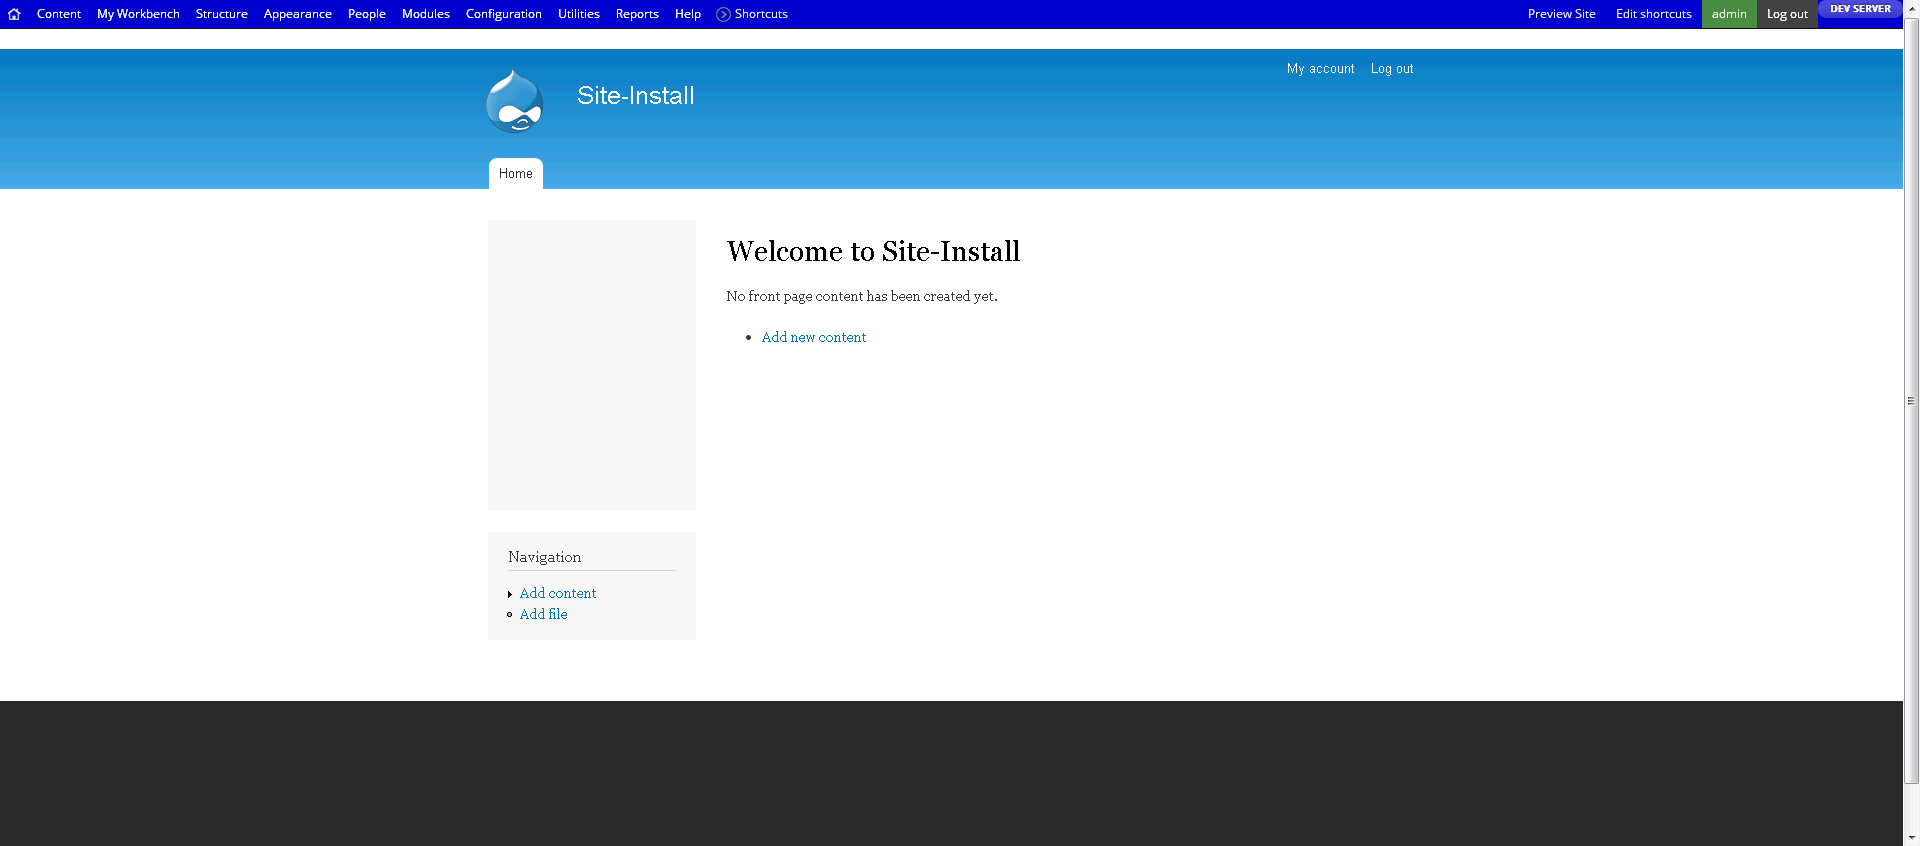 Content My Workbench Structure Appearance People Modules Configuration Utilities Reports Help Shortcuts Preview Site Edit shortcuts admin Log out DEV SERVER
My account Log out
Site-Install
Home
Welcome to Site-Install
No front page content has been created yet.
Add new content
Navigation
Add content
Add file